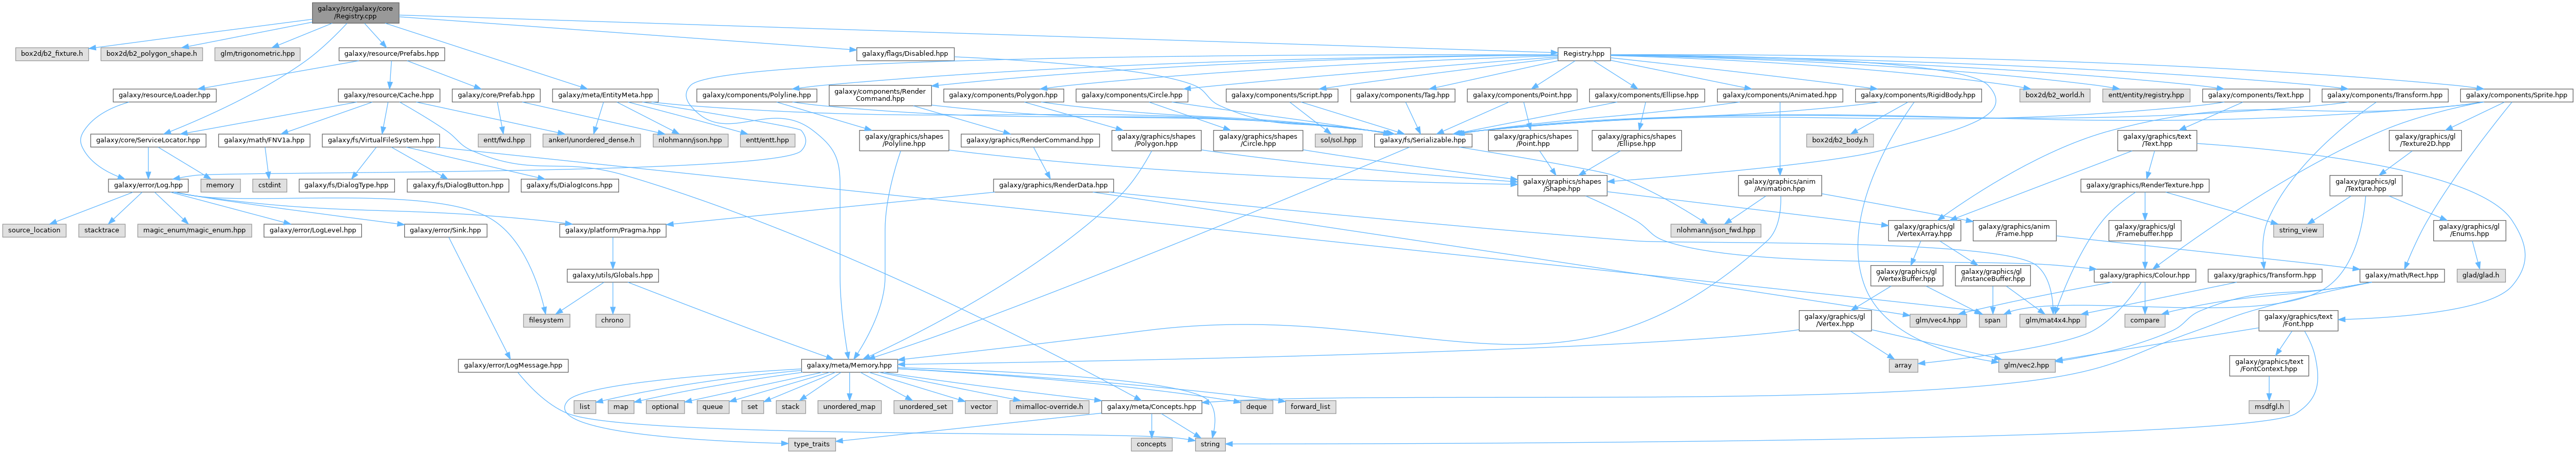 galaxy/src/galaxy/core
/Registry.cpp
box2d/b2_fixture.h
box2d/b2_polygon_shape.h
glm/trigonometric.hpp
galaxy/resource/Prefabs.hpp
galaxy/flags/Disabled.hpp
Registry.hpp
galaxy/resource/Loader.hpp
galaxy/resource/Cache.hpp
galaxy/core/Prefab.hpp
galaxy/meta/EntityMeta.hpp
galaxy/components/Polyline.hpp
galaxy/components/Render
Command.hpp
galaxy/components/Polygon.hpp
galaxy/components/Circle.hpp
galaxy/components/Script.hpp
galaxy/components/Tag.hpp
galaxy/components/Point.hpp
galaxy/components/Ellipse.hpp
galaxy/components/Animated.hpp
galaxy/components/RigidBody.hpp
box2d/b2_world.h
entt/entity/registry.hpp
galaxy/components/Text.hpp
galaxy/components/Transform.hpp
galaxy/components/Sprite.hpp
galaxy/core/ServiceLocator.hpp
galaxy/math/FNV1a.hpp
galaxy/fs/VirtualFileSystem.hpp
entt/fwd.hpp
ankerl/unordered_dense.h
nlohmann/json.hpp
entt/entt.hpp
galaxy/graphics/shapes
/Polyline.hpp
galaxy/graphics/RenderCommand.hpp
galaxy/graphics/shapes
/Polygon.hpp
galaxy/graphics/shapes
/Circle.hpp
sol/sol.hpp
galaxy/fs/Serializable.hpp
galaxy/graphics/shapes
/Point.hpp
galaxy/graphics/shapes
/Ellipse.hpp
box2d/b2_body.h
galaxy/graphics/text
/Text.hpp
galaxy/graphics/gl
/Texture2D.hpp
galaxy/error/Log.hpp
memory
cstdint
galaxy/fs/DialogType.hpp
galaxy/fs/DialogButton.hpp
galaxy/fs/DialogIcons.hpp
galaxy/graphics/RenderData.hpp
galaxy/graphics/shapes
/Shape.hpp
galaxy/graphics/anim
/Animation.hpp
galaxy/graphics/RenderTexture.hpp
galaxy/graphics/gl
/Texture.hpp
source_location
stacktrace
magic_enum/magic_enum.hpp
galaxy/error/LogLevel.hpp
galaxy/error/Sink.hpp
galaxy/platform/Pragma.hpp
nlohmann/json_fwd.hpp
galaxy/graphics/gl
/VertexArray.hpp
galaxy/graphics/anim
/Frame.hpp
galaxy/graphics/gl
/Framebuffer.hpp
string_view
galaxy/graphics/gl
/Enums.hpp
galaxy/utils/Globals.hpp
galaxy/graphics/gl
/VertexBuffer.hpp
galaxy/graphics/gl
/InstanceBuffer.hpp
galaxy/graphics/Colour.hpp
galaxy/graphics/Transform.hpp
galaxy/math/Rect.hpp
glad/glad.h
filesystem
chrono
galaxy/graphics/gl
/Vertex.hpp
glm/vec4.hpp
span
glm/mat4x4.hpp
compare
galaxy/graphics/text
/Font.hpp
galaxy/error/LogMessage.hpp
galaxy/meta/Memory.hpp
array
glm/vec2.hpp
galaxy/graphics/text
/FontContext.hpp
list
map
optional
queue
set
stack
unordered_map
unordered_set
vector
mimalloc-override.h
galaxy/meta/Concepts.hpp
deque
forward_list
msdfgl.h
type_traits
concepts
string